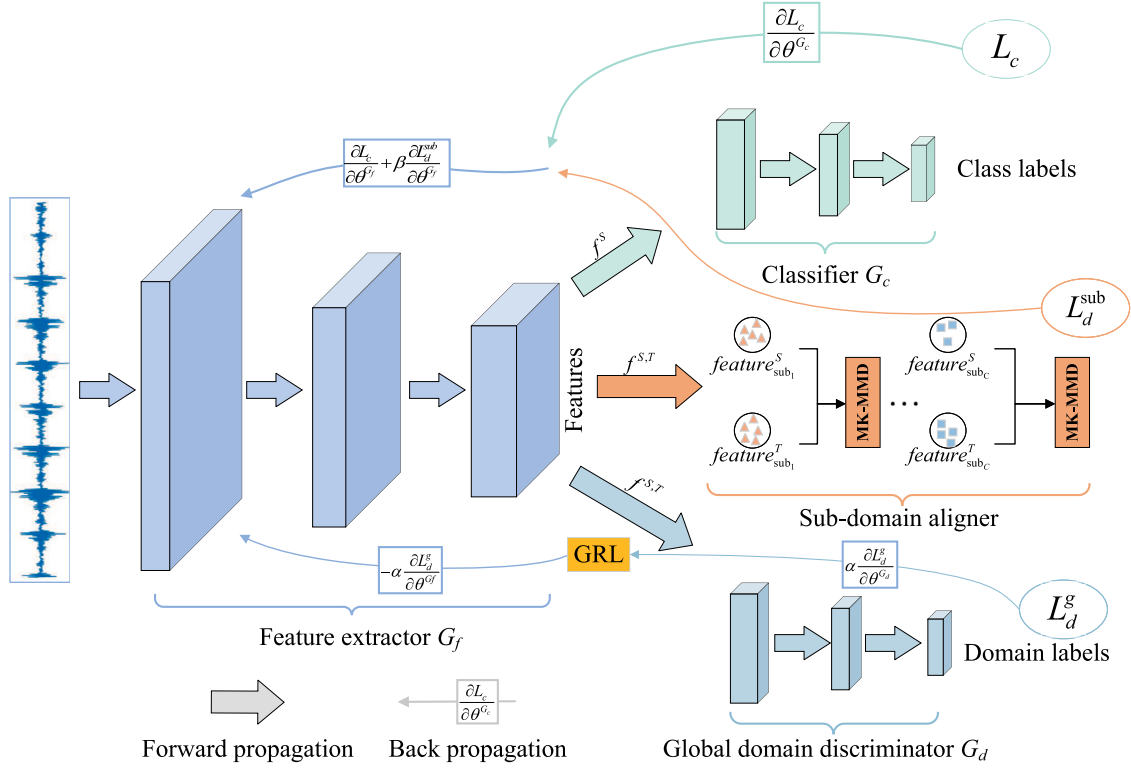 ∂L_c / ∂θ^{G_c}
L_c
∂L_c / ∂θ^{G_f} + β ∂L_d^{sub} / ∂θ^{G_f}
Class labels
f^S
Classifier G_c
L_d^{sub}
Features
f^{S,T}
feature^S_{sub_1}
MK-MMD
...
feature^S_{sub_C}
MK-MMD
feature^T_{sub_1}
feature^T_{sub_C}
f^{S,T}
Sub-domain aligner
-α ∂L_d^g / ∂θ^{Gf}
GRL
α ∂L_d^g / ∂θ^{G_d}
L_d^g
Feature extractor G_f
Domain labels
∂L_c / ∂θ^{G_c}
Forward propagation
Back propagation
Global domain discriminator G_d